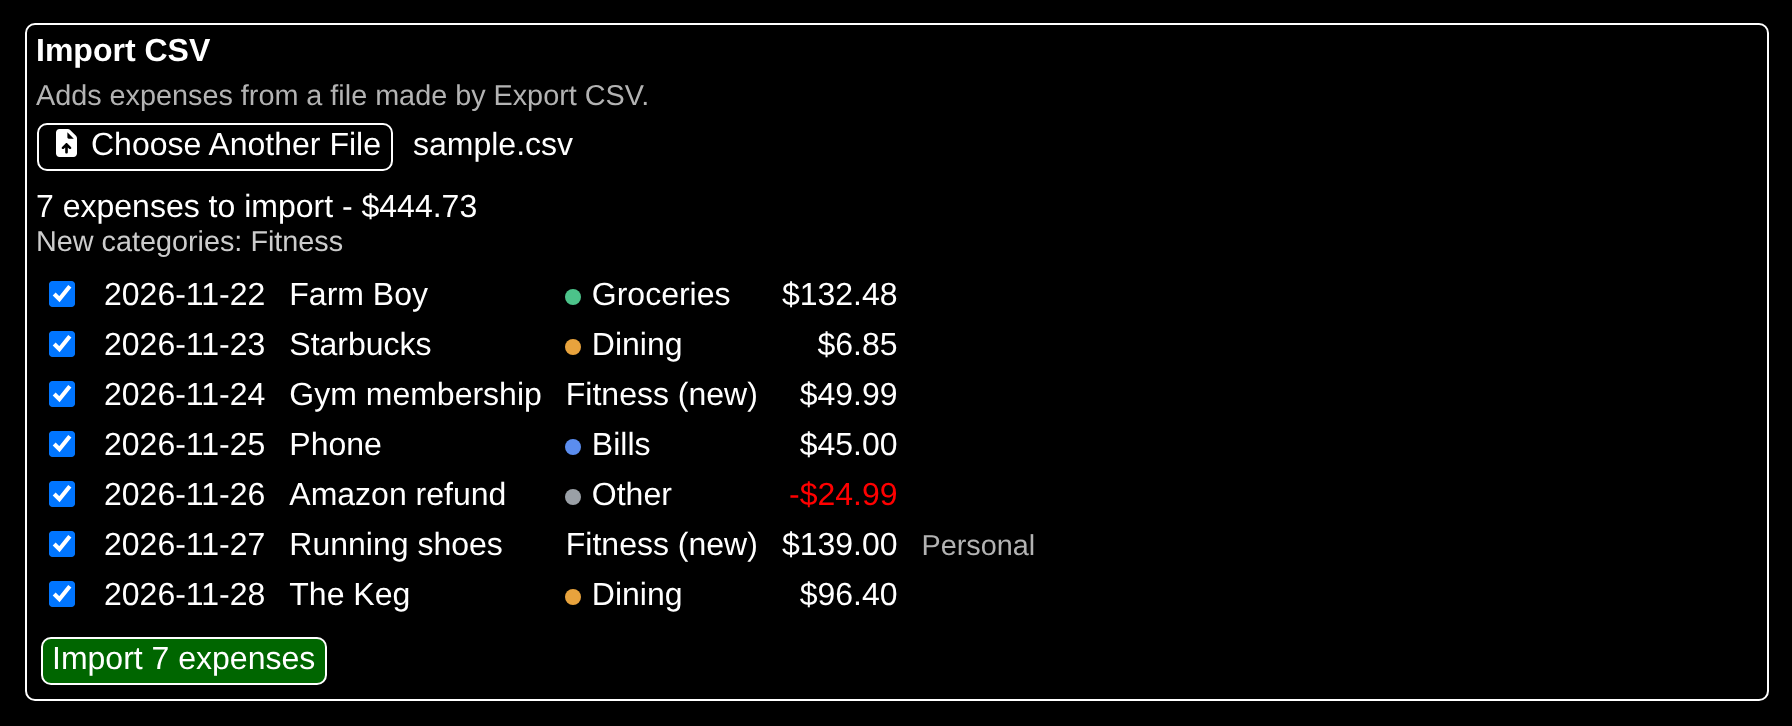 Import CSV
Adds expenses from a file made by Export CSV.
Choose Another File sample.csv
7 expenses to import - $444.73
New categories: Fitness
2026-11-22 Farm Boy Groceries $132.48
2026-11-23 Starbucks Dining $6.85
2026-11-24 Gym membership Fitness (new) $49.99
2026-11-25 Phone Bills $45.00
2026-11-26 Amazon refund Other -$24.99
2026-11-27 Running shoes Fitness (new) $139.00 Personal
2026-11-28 The Keg Dining $96.40
Import 7 expenses